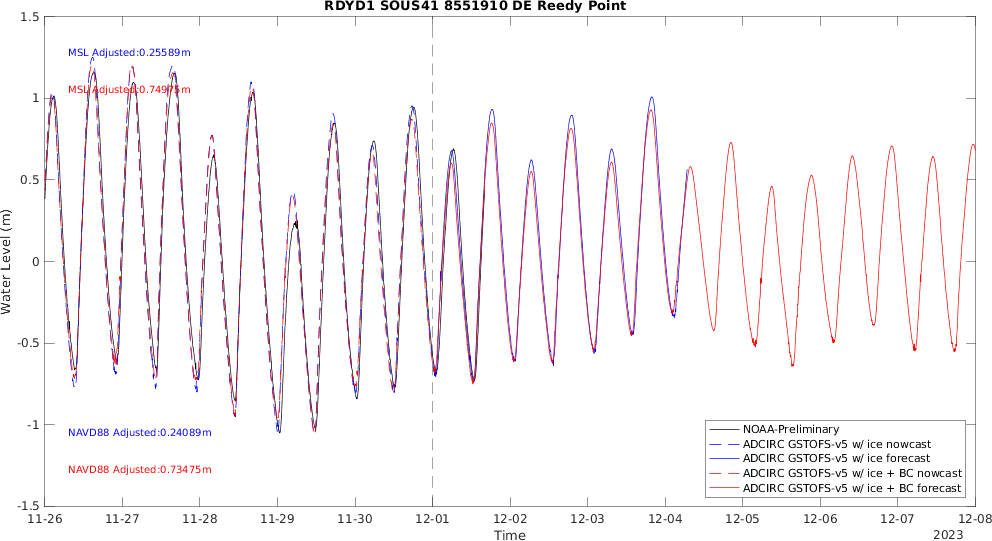 RDYD1 SOUS41 8551910 DE Reedy Point
1.5
1
0.5
0
-0.5
-1
-1.5
Water Level (m)
MSL Adjusted:0.25589m
MSL Adjusted:0.74975m
NAVD88 Adjusted:0.24089m
NAVD88 Adjusted:0.73475m
NOAA-Preliminary
ADCIRC GSTOFS-v5 w/ ice nowcast
ADCIRC GSTOFS-v5 w/ ice forecast
ADCIRC GSTOFS-v5 w/ ice + BC nowcast
ADCIRC GSTOFS-v5 w/ ice + BC forecast
11-26 11-27 11-28 11-29 11-30 12-01 12-02 12-03 12-04 12-05 12-06 12-07 12-08
Time
2023